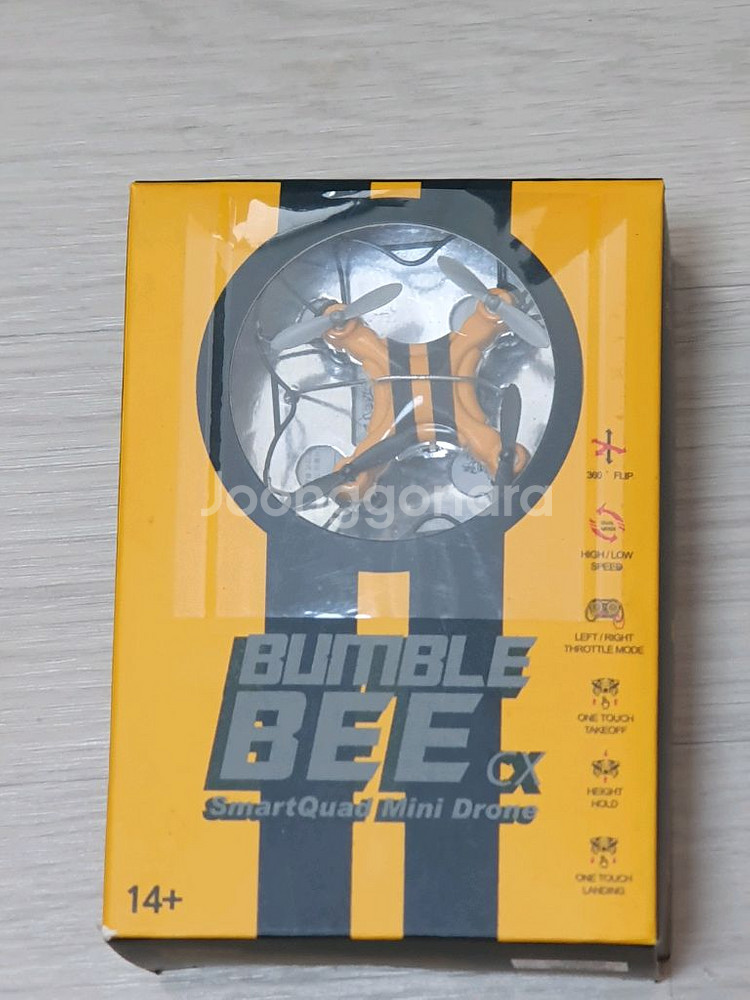 Joonggonara
360° FLIP
HIGH / LOW
SPEED
LEFT / RIGHT
THROTTLE MODE
ONE TOUCH
TAKEOFF
HEIGHT
HOLD
ONE TOUCH
LANDING
BUMBLE
BEE CX
SmartQuad Mini Drone
14+